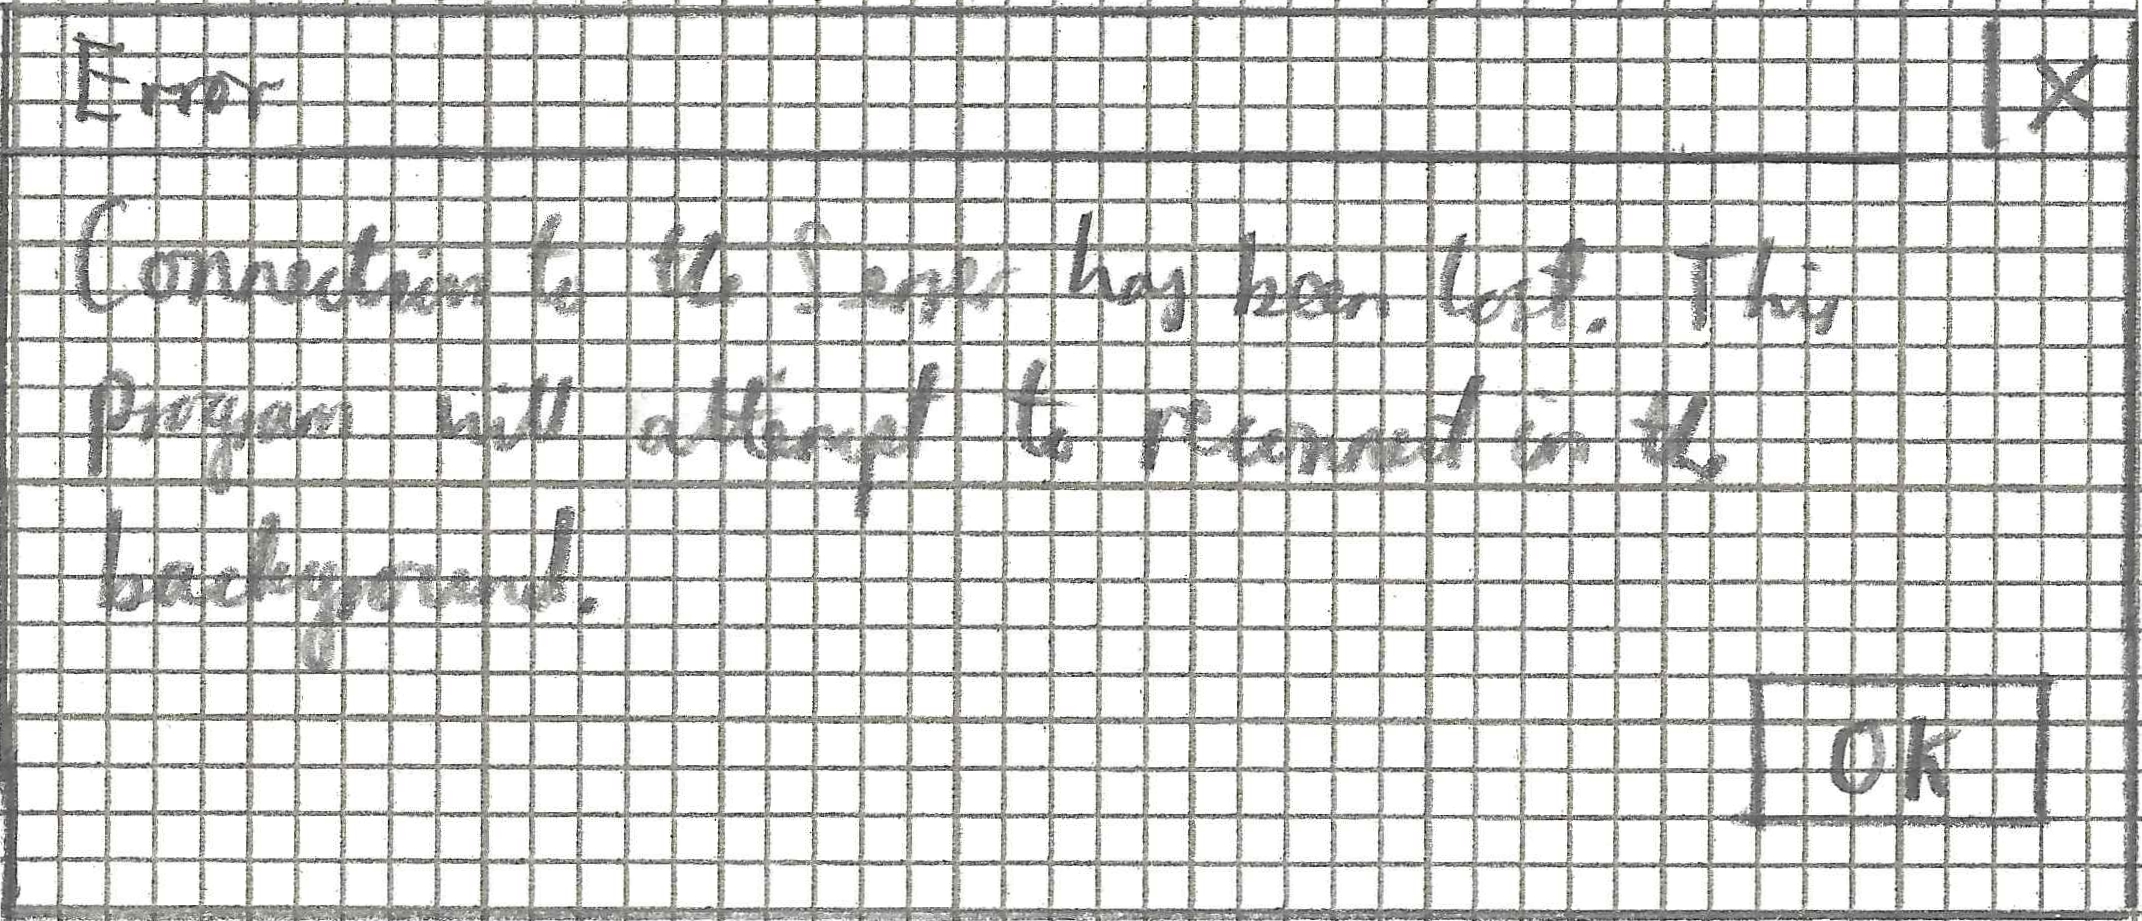 Error X
Connection to the Server has been lost. This
program will attempt to reconnect in the
background.
OK